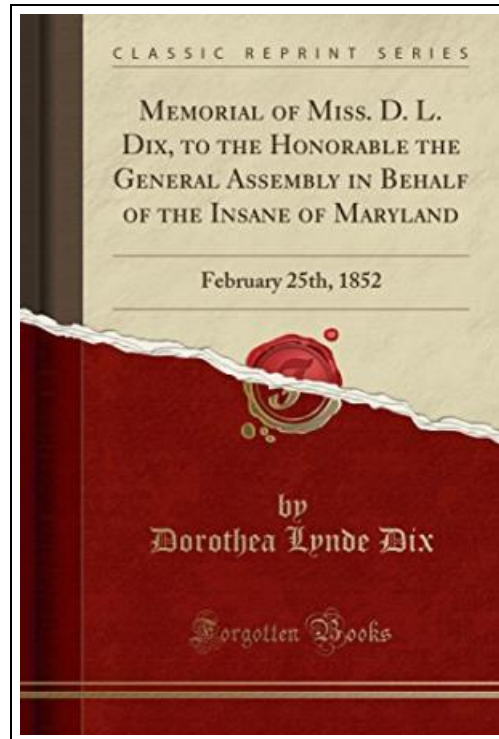 CLASSIC REPRINT SERIES
MEMORIAL OF MISS. D. L.
DIX, TO THE HONORABLE THE
GENERAL ASSEMBLY IN BEHALF
OF THE INSANE OF MARYLAND
February 25th, 1852
by
Dorothea Lynde Dix
Forgotten Books